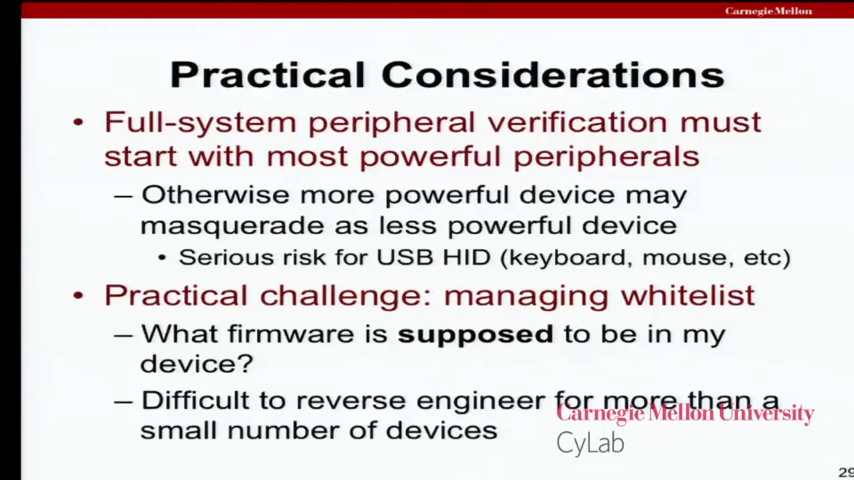 Carnegie Mellon
Practical Considerations
• Full-system peripheral verification must
start with most powerful peripherals
– Otherwise more powerful device may
masquerade as less powerful device
• Serious risk for USB HID (keyboard, mouse, etc)
• Practical challenge: managing whitelist
– What firmware is supposed to be in my
device?
– Difficult to reverse engineer for more than a
small number of devices
Carnegie Mellon University
CyLab
29